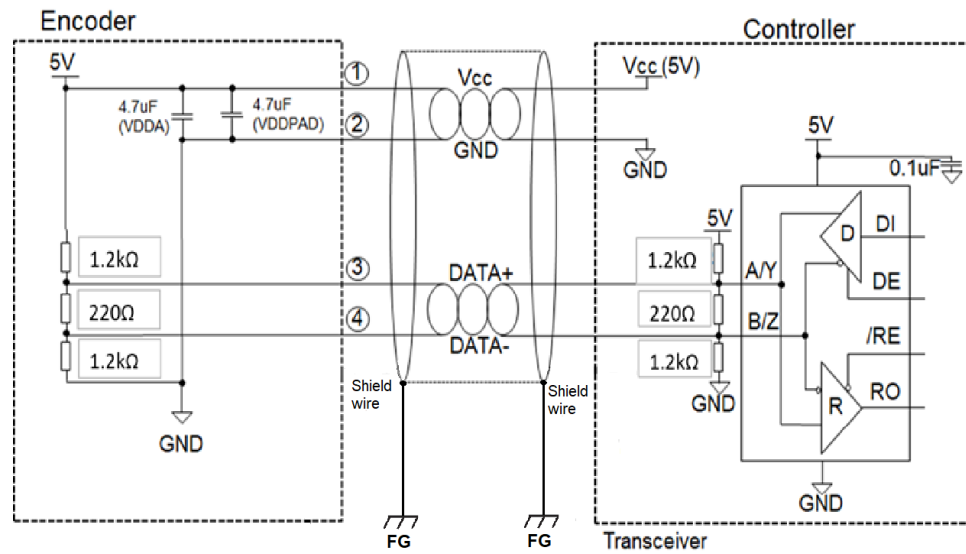 Encoder
Controller
5V
①
Vcc
Vcc (5V)
4.7uF
(VDDA)
4.7uF
(VDDPAD)
②
GND
GND
5V
0.1uF
5V
D
DI
1.2kΩ
③
DATA+
1.2kΩ
A/Y
DE
220Ω
④
220Ω
B/Z
/RE
DATA-
1.2kΩ
1.2kΩ
Shield
wire
Shield
wire
GND
R
RO
GND
GND
FG
FG
Transceiver